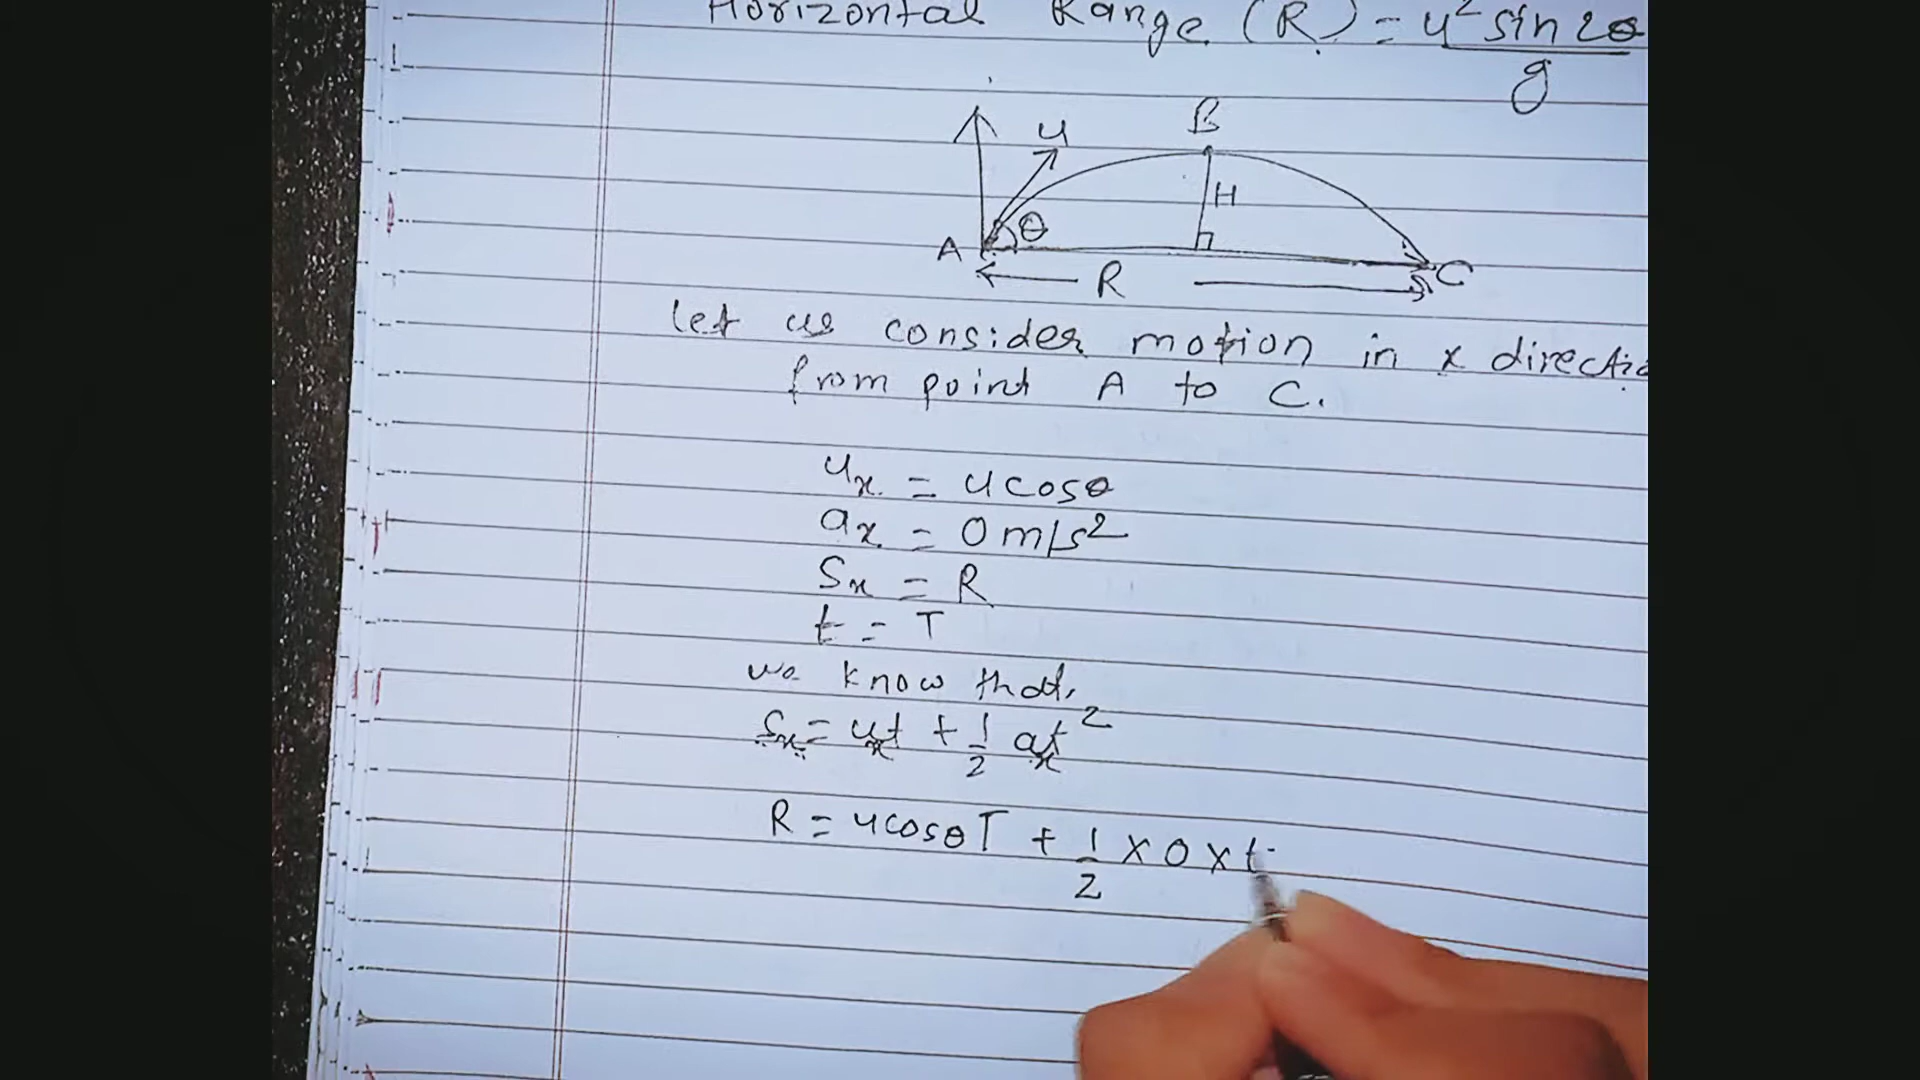 Horizontal Range (R) = u² sin 2θ / g
B
u
H
θ
A
R
C
let us consider motion in x directio
from point A to C.
uₓ = u cosθ
aₓ = 0 m/s²
Sₓ = R
t = T
we know that,
Sₓ = uₓt + 1/2 aₓt²
R = u cosθ T + 1/2 × 0 × t